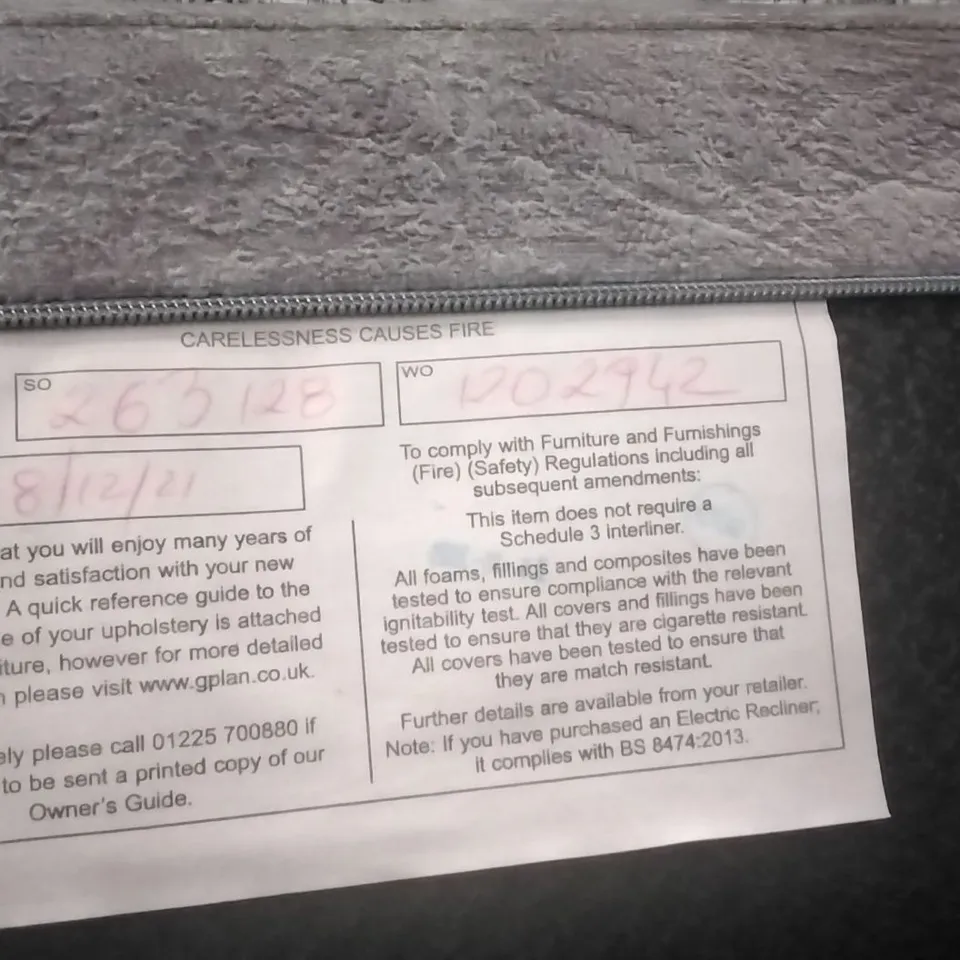 CARELESSNESS CAUSES FIRE
SO 263128
WO 1202942
8/12/21
at you will enjoy many years of
nd satisfaction with your new
A quick reference guide to the
e of your upholstery is attached
iture, however for more detailed
n please visit www.gplan.co.uk.
ely please call 01225 700880 if
to be sent a printed copy of our
Owner's Guide.
To comply with Furniture and Furnishings
(Fire) (Safety) Regulations including all
subsequent amendments:
This item does not require a
Schedule 3 interliner.
All foams, fillings and composites have been
tested to ensure compliance with the relevant
ignitability test. All covers and fillings have been
tested to ensure that they are cigarette resistant.
All covers have been tested to ensure that
they are match resistant.
Further details are available from your retailer.
Note: If you have purchased an Electric Recliner,
it complies with BS 8474:2013.